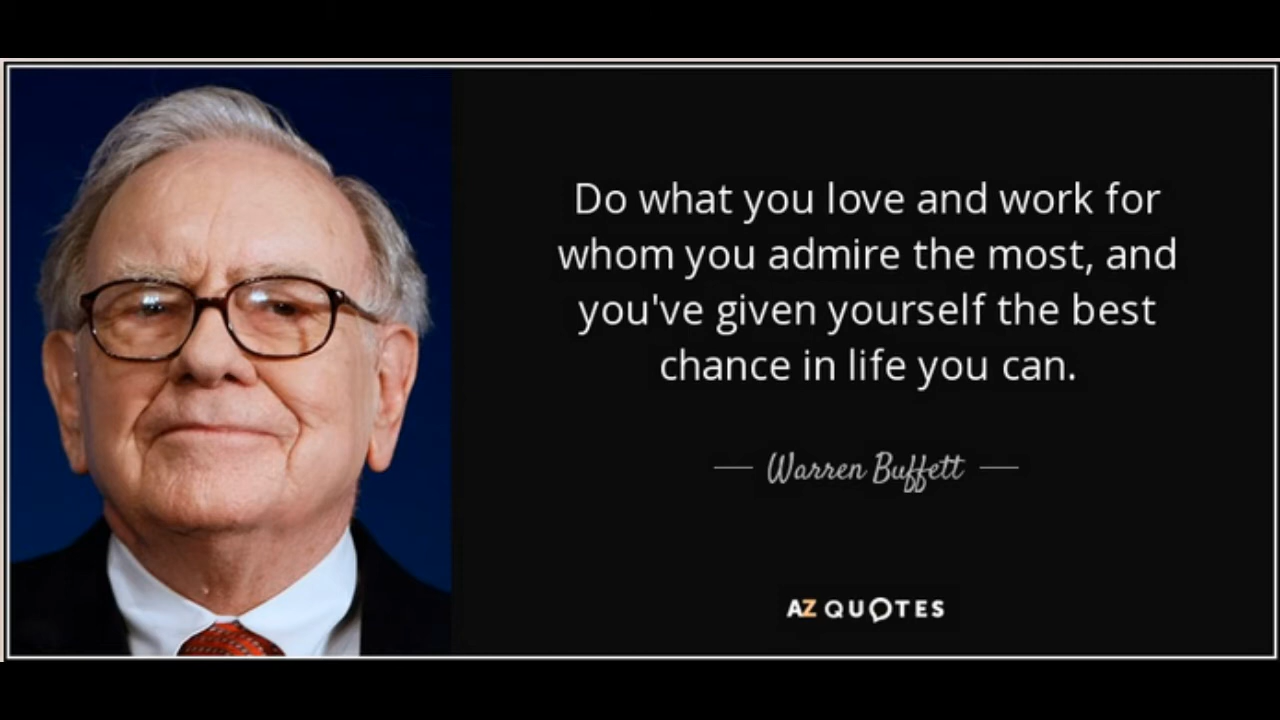 Do what you love and work for
whom you admire the most, and
you've given yourself the best
chance in life you can.
— Warren Buffett —
AZ QUOTES